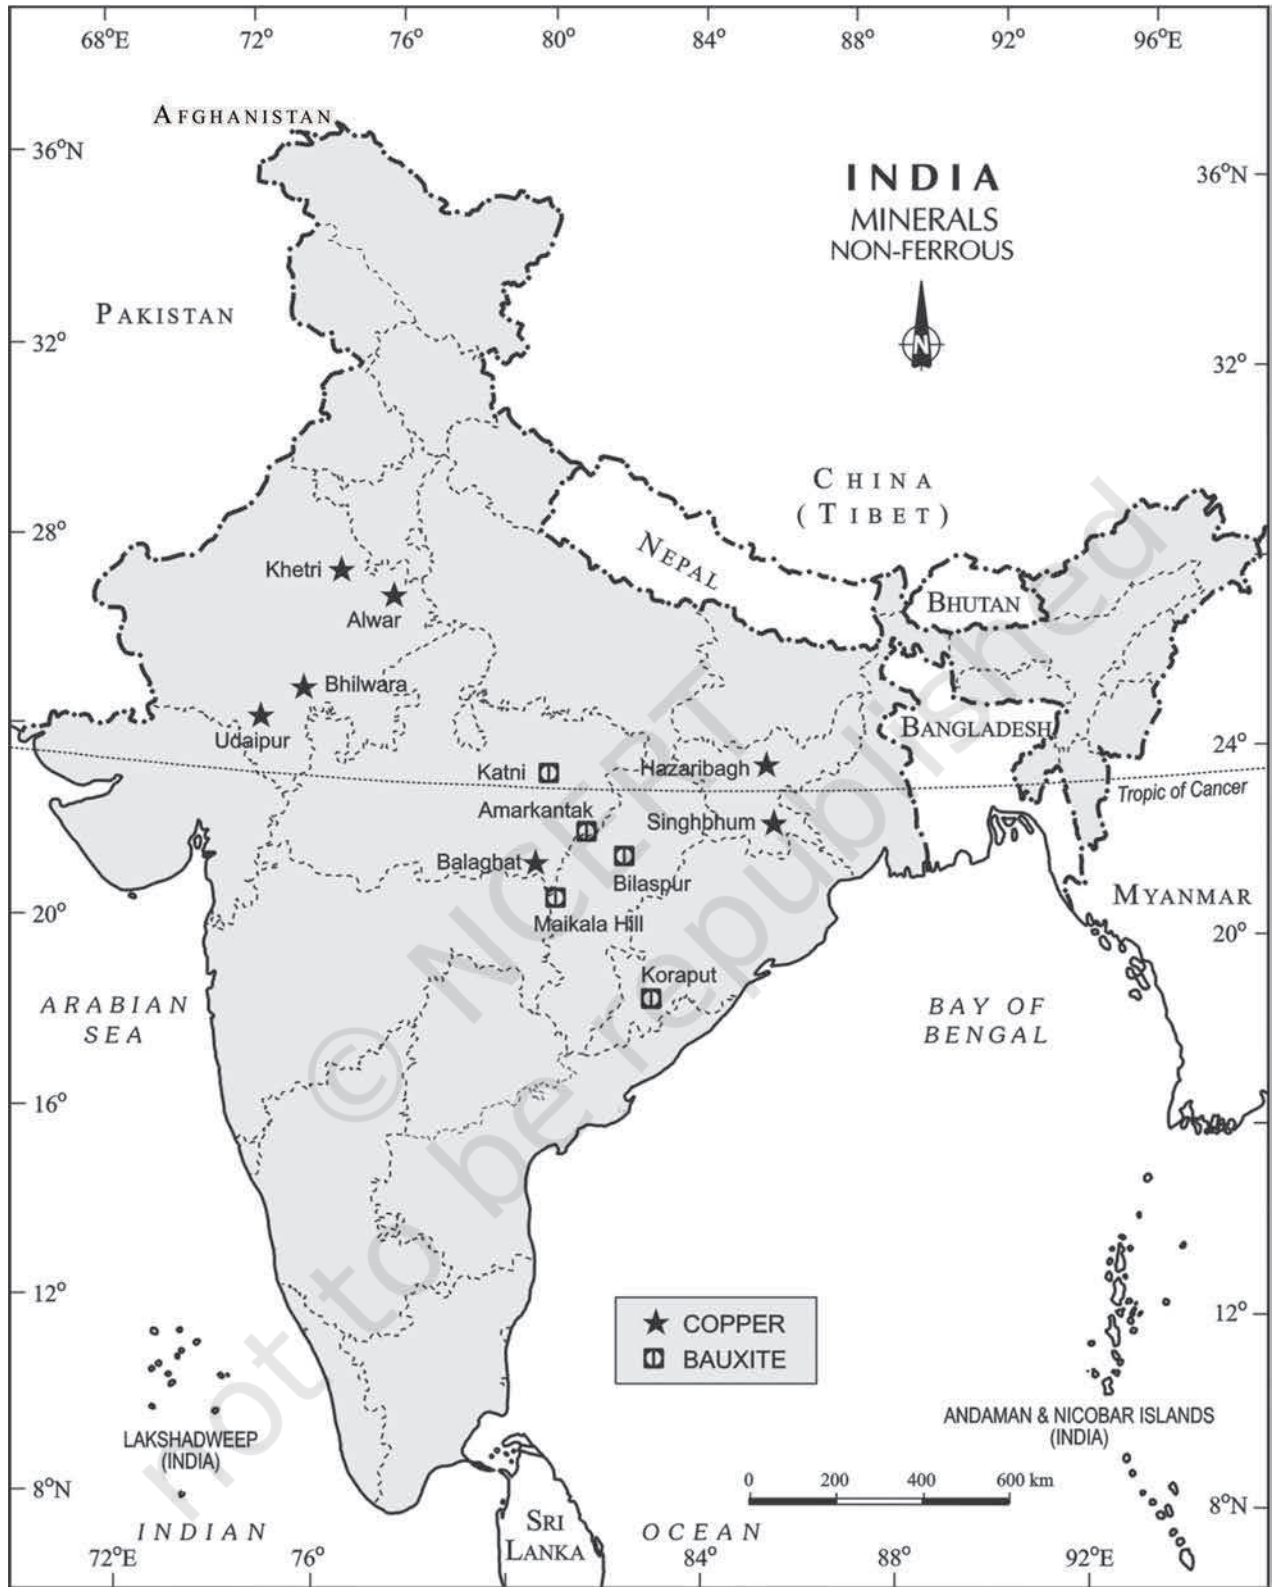 68°E 72° 76° 80° 84° 88° 92° 96°E
AFGHANISTAN
36°N
36°N
INDIA
MINERALS
NON-FERROUS
N
PAKISTAN
32°
32°
CHINA
(TIBET)
28°
NEPAL
Khetri
BHUTAN
Alwar
Bhilwara
Udaipur
BANGLADESH
24°
Katni
Hazaribagh
Tropic of Cancer
Amarkantak
Singhbhum
Balaghat
Bilaspur
MYANMAR
20°
Maikala Hill
20°
Koraput
ARABIAN
SEA
BAY OF
BENGAL
16°
12°
12°
COPPER
BAUXITE
LAKSHADWEEP
(INDIA)
ANDAMAN & NICOBAR ISLANDS
(INDIA)
0 200 400 600 km
8°N
8°N
INDIAN OCEAN
SRI
LANKA
72°E 76° 84° 88° 92°E
© NCERT
not to be republished